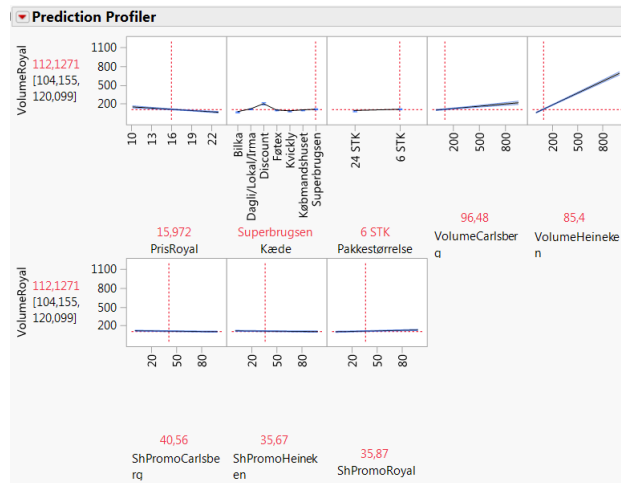 Prediction Profiler
VolumeRoyal
112,1271
[104,155,
120,099]
1100
800
500
200
10
13
16
19
22
Bilka
Dagli/Lokal/Irma
Discount
Føtex
Kvickly
Købmandshuset
Superbrugsen
24 STK
6 STK
200
500
800
200
500
800
15,972
PrisRoyal
Superbrugsen
Kæde
6 STK
Pakkestørrelse
96,48
VolumeCarlsber
g
85,4
VolumeHeineke
n
VolumeRoyal
112,1271
[104,155,
120,099]
1100
800
500
200
20
50
80
20
50
80
20
50
80
40,56
ShPromoCarlsbe
rg
35,67
ShPromoHeinek
en
35,87
ShPromoRoyal